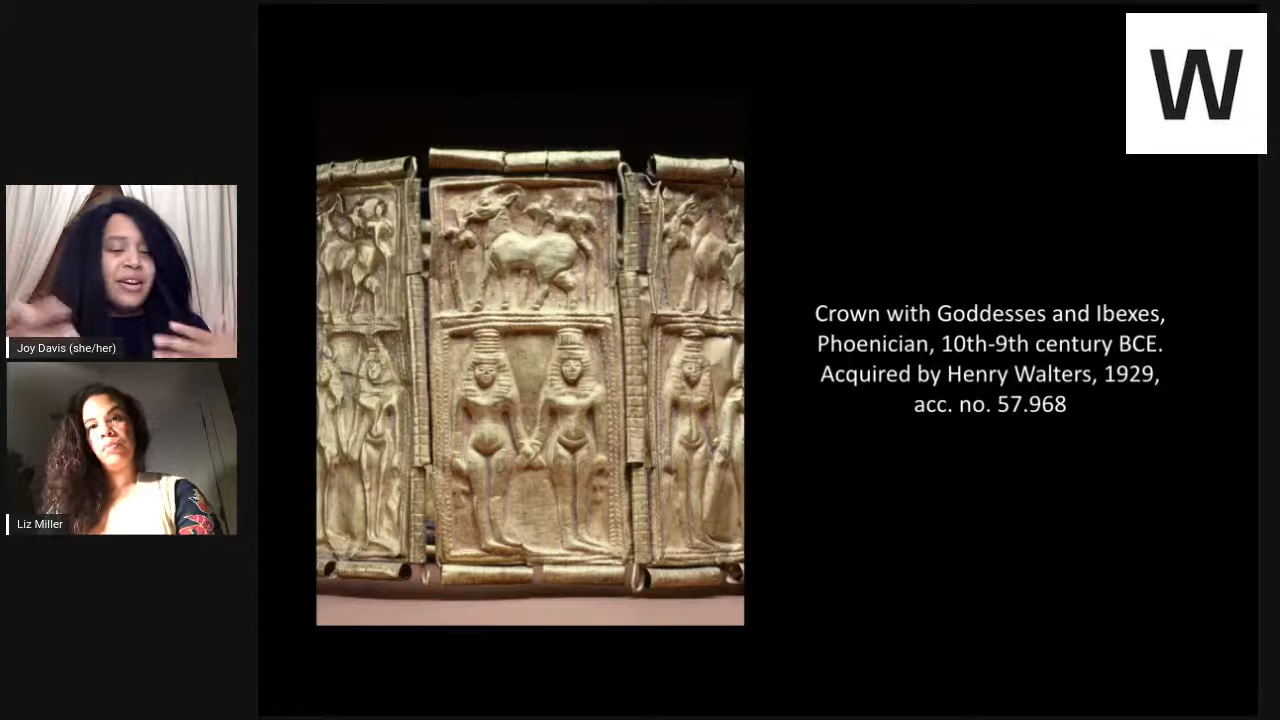 W
Joy Davis (she/her)
Liz Miller
Crown with Goddesses and Ibexes,
Phoenician, 10th-9th century BCE.
Acquired by Henry Walters, 1929,
acc. no. 57.968